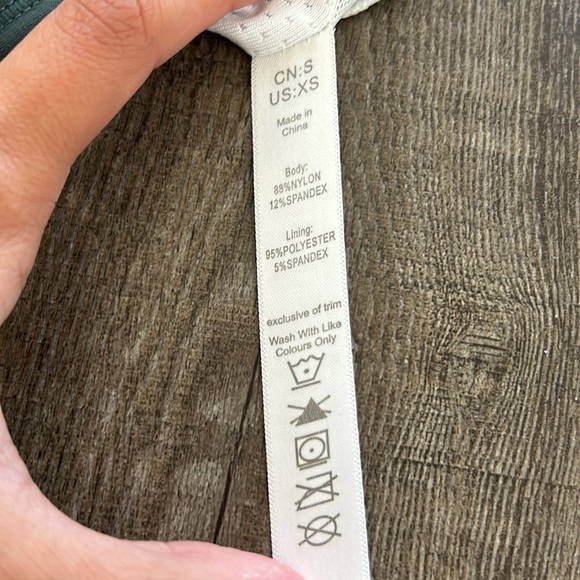 CN:S
US:XS
Made in
China
Body:
88%NYLON
12%SPANDEX
Lining:
95%POLYESTER
5%SPANDEX
exclusive of trim
Wash With Like
Colours Only